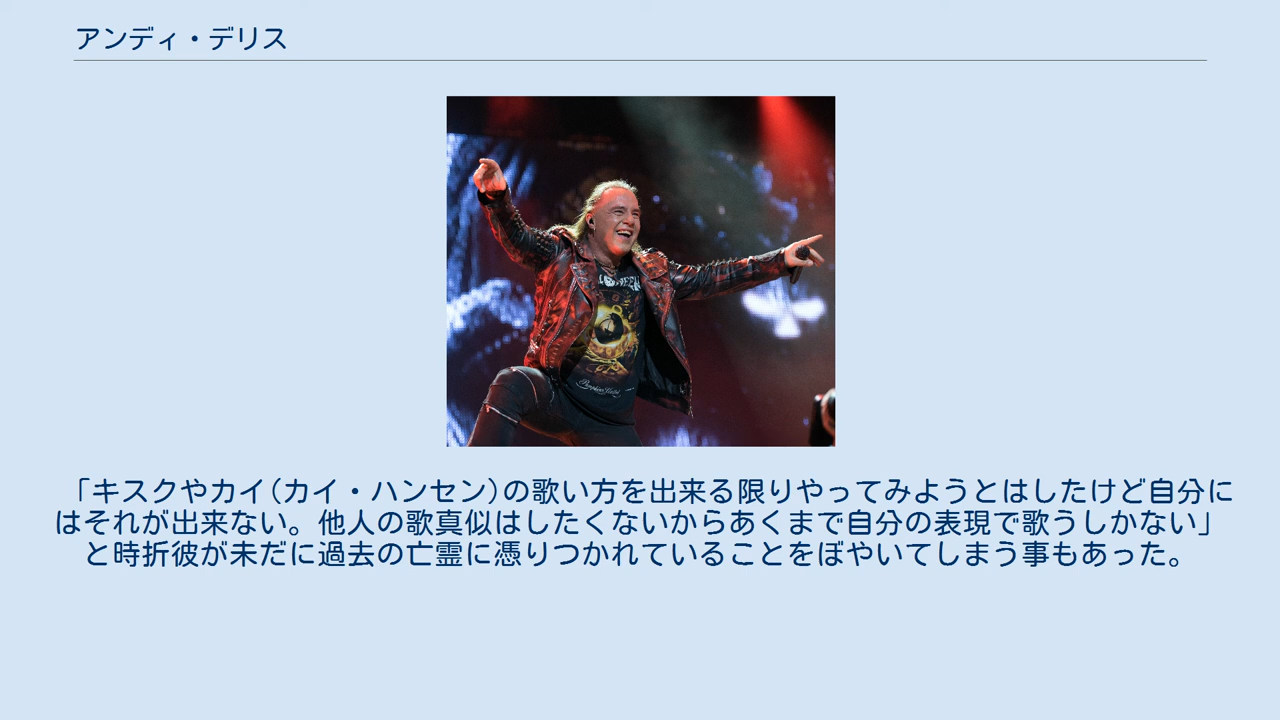 アンディ・デリス
「キスクやカイ(カイ・ハンセン)の歌い方を出来る限りやってみようとはしたけど自分に
はそれが出来ない。他人の歌真似はしたくないからあくまで自分の表現で歌うしかない」
と時折彼が未だに過去の亡霊に憑りつかれていることをぼやいてしまう事もあった。